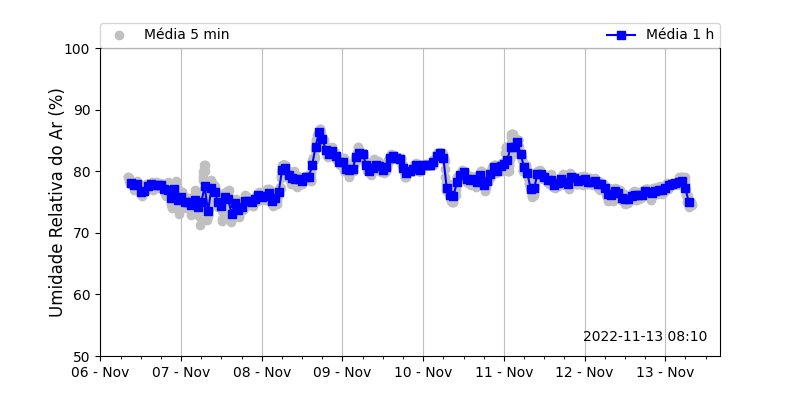 Média 5 min Média 1 h
Umidade Relativa do Ar (%)
100
90
80
70
60
50
2022-11-13 08:10
06 - Nov 07 - Nov 08 - Nov 09 - Nov 10 - Nov 11 - Nov 12 - Nov 13 - Nov